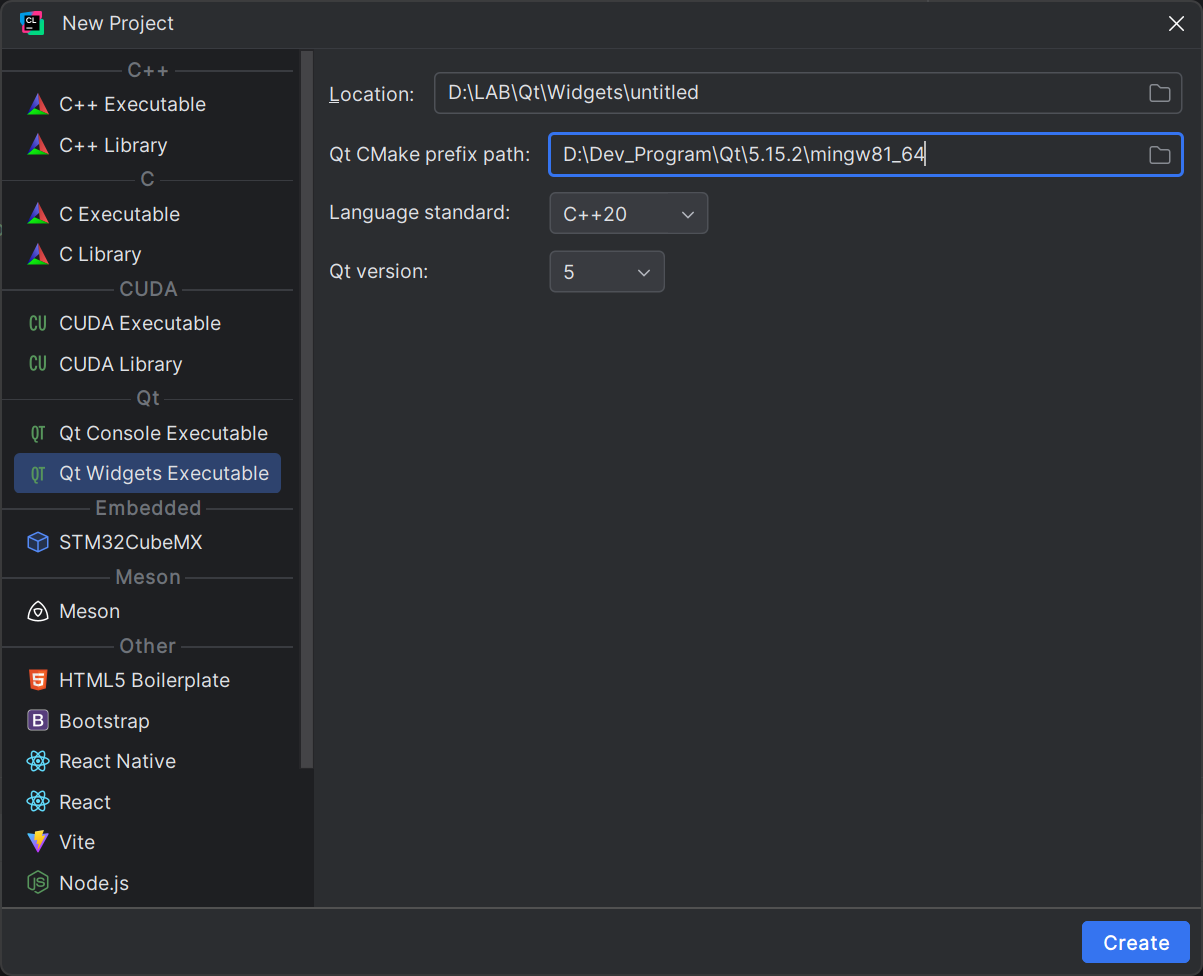 CL
New Project
C++
C++ Executable
C++ Library
C
C Executable
C Library
CUDA
CU CUDA Executable
CU CUDA Library
Qt
QT Qt Console Executable
QT Qt Widgets Executable
Embedded
STM32CubeMX
Meson
Meson
Other
5 HTML5 Boilerplate
B Bootstrap
React Native
React
Vite
JS Node.js
Location: D:\LAB\Qt\Widgets\untitled
Qt CMake prefix path: D:\Dev_Program\Qt\5.15.2\mingw81_64
Language standard: C++20
Qt version: 5
Create